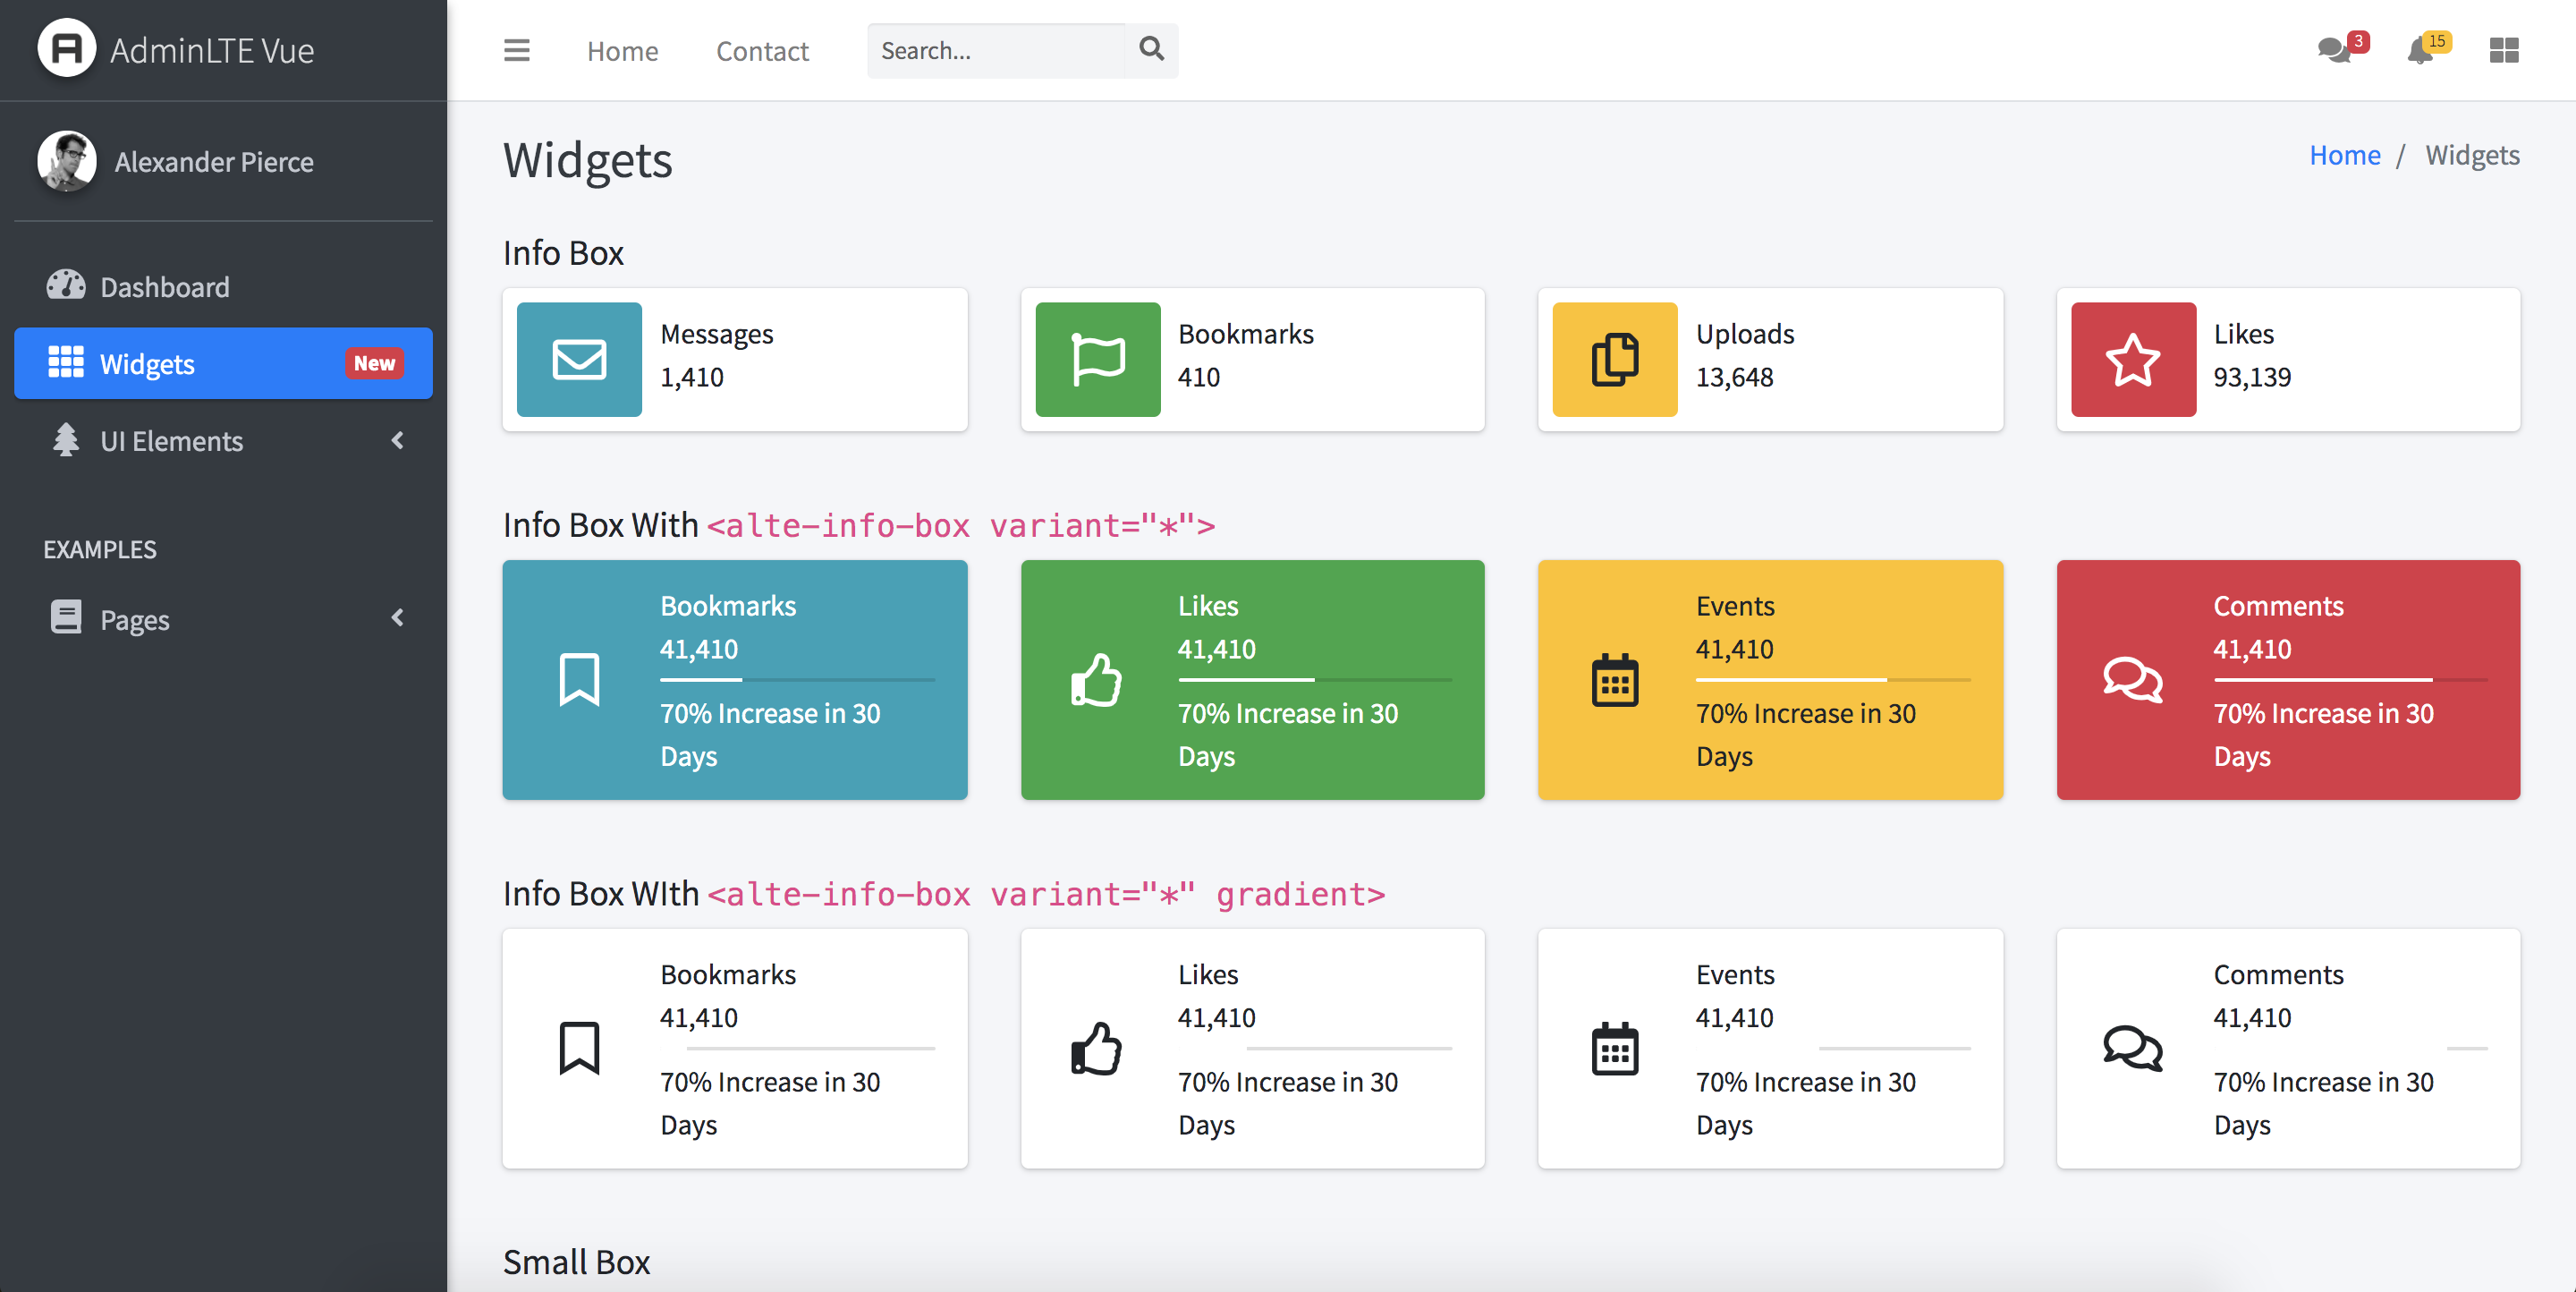 AdminLTE Vue
Home
Contact
Search...
3
15
Alexander Pierce
Dashboard
Widgets
New
UI Elements
EXAMPLES
Pages
Widgets
Home / Widgets
Info Box
Messages
1,410
Bookmarks
410
Uploads
13,648
Likes
93,139
Info Box With <alte-info-box variant="*">
Bookmarks
41,410
70% Increase in 30
Days
Likes
41,410
70% Increase in 30
Days
Events
41,410
70% Increase in 30
Days
Comments
41,410
70% Increase in 30
Days
Info Box WIth <alte-info-box variant="*" gradient>
Bookmarks
41,410
70% Increase in 30
Days
Likes
41,410
70% Increase in 30
Days
Events
41,410
70% Increase in 30
Days
Comments
41,410
70% Increase in 30
Days
Small Box